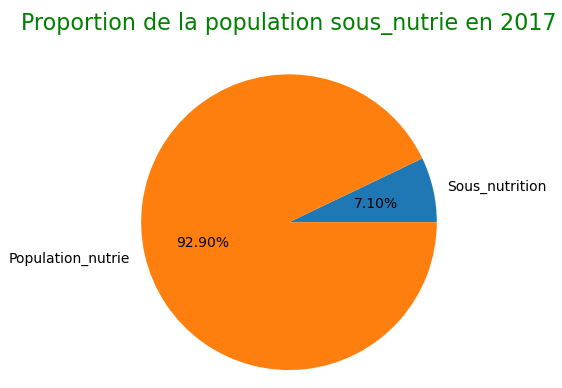 Proportion de la population sous_nutrie en 2017
Sous_nutrition
7.10%
92.90%
Population_nutrie